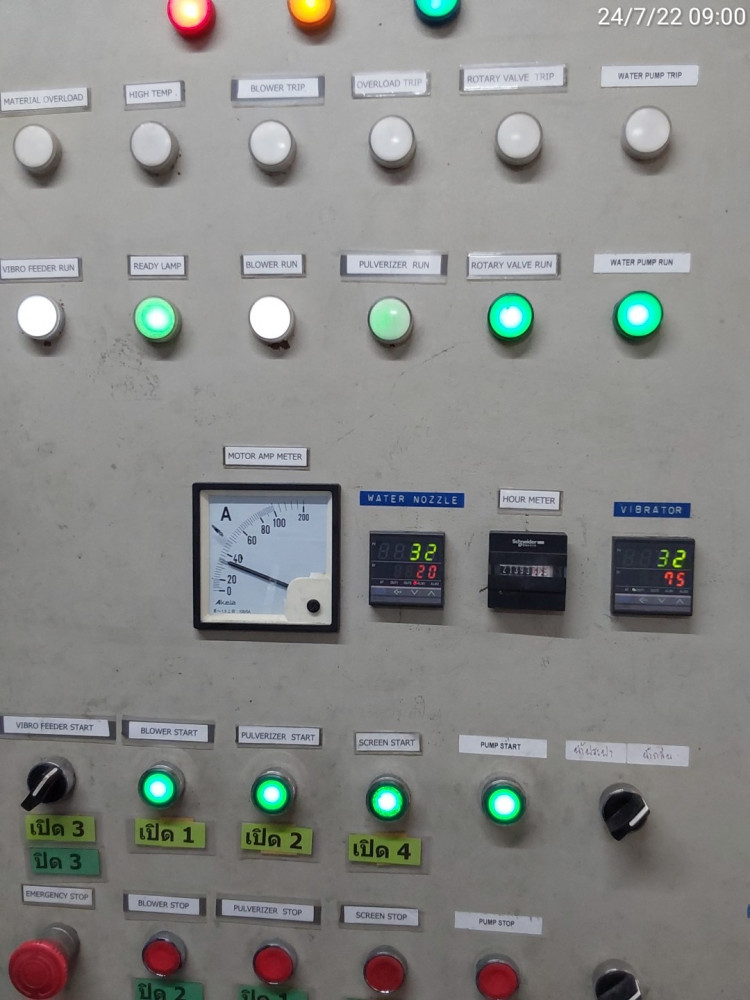 24/7/22 09:00
MATERIAL OVERLOAD
HIGH TEMP
BLOWER TRIP
OVERLOAD TRIP
ROTARY VALVE TRIP
WATER PUMP TRIP
VIBRO FEEDER RUN
READY LAMP
BLOWER RUN
PULVERIZER RUN
ROTARY VALVE RUN
WATER PUMP RUN
MOTOR AMP METER
WATER NOZZLE
HOUR METER
VIBRATOR
A
200
100
80
60
40
20
0
32
20
Schneider
32
75
VIBRO FEEDER START
BLOWER START
PULVERIZER START
SCREEN START
PUMP START
เปิด 3
เปิด 1
เปิด 2
เปิด 4
ปิด 3
EMERGENCY STOP
BLOWER STOP
PULVERIZER STOP
SCREEN STOP
PUMP STOP
ปิด 2
ปิด 1